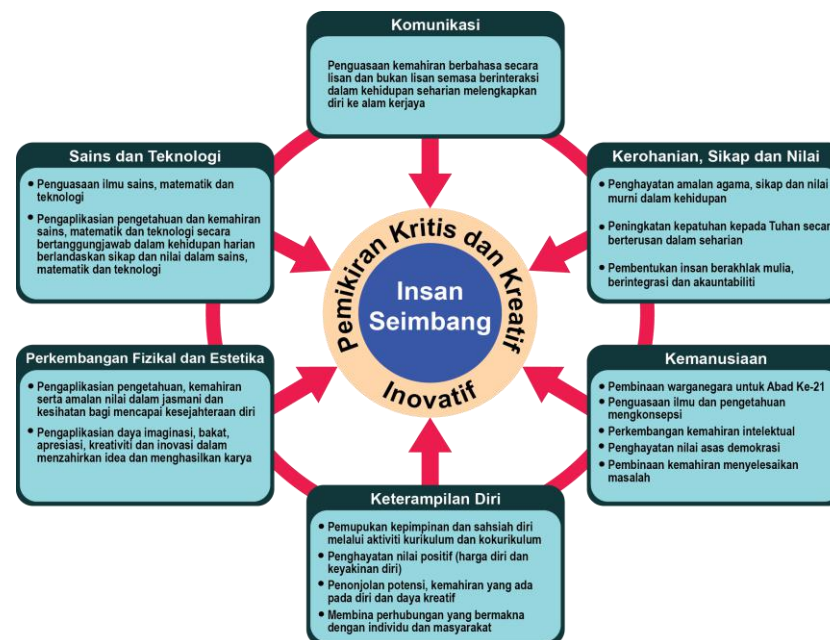 Komunikasi
Penguasaan kemahiran berbahasa secara
lisan dan bukan lisan semasa berinteraksi
dalam kehidupan seharian melengkapkan
diri ke alam kerjaya
Sains dan Teknologi
• Penguasaan ilmu sains, matematik dan
teknologi
• Pengaplikasian pengetahuan dan kemahiran
sains, matematik dan teknologi secara
bertanggungjawab dalam kehidupan harian
berlandaskan sikap dan nilai dalam sains,
matematik dan teknologi
Kerohanian, Sikap dan Nilai
• Penghayatan amalan agama, sikap dan nilai
murni dalam kehidupan
• Peningkatan kepatuhan kepada Tuhan secar
berterusan dalam seharian
• Pembentukan insan berakhlak mulia,
berintegrasi dan akauntabiliti
Pemikiran Kritis dan Kreatif
Insan
Seimbang
Inovatif
Perkembangan Fizikal dan Estetika
• Pengaplikasian pengetahuan, kemahiran
serta amalan nilai dalam jasmani dan
kesihatan bagi mencapai kesejahteraan diri
• Pengaplikasian daya imaginasi, bakat,
apresiasi, kreativiti dan inovasi dalam
menzahirkan idea dan menghasilkan karya
Kemanusiaan
• Pembinaan warganegara untuk Abad Ke-21
• Penguasaan ilmu dan pengetahuan
mengkonsepsi
• Perkembangan kemahiran intelektual
• Penghayatan nilai asas demokrasi
• Pembinaan kemahiran menyelesaikan
masalah
Keterampilan Diri
• Pemupukan kepimpinan dan sahsiah diri
melalui aktiviti kurikulum dan kokurikulum
• Penghayatan nilai positif (harga diri dan
keyakinan diri)
• Penonjolan potensi, kemahiran yang ada
pada diri dan daya kreatif
• Membina perhubungan yang bermakna
dengan individu dan masyarakat